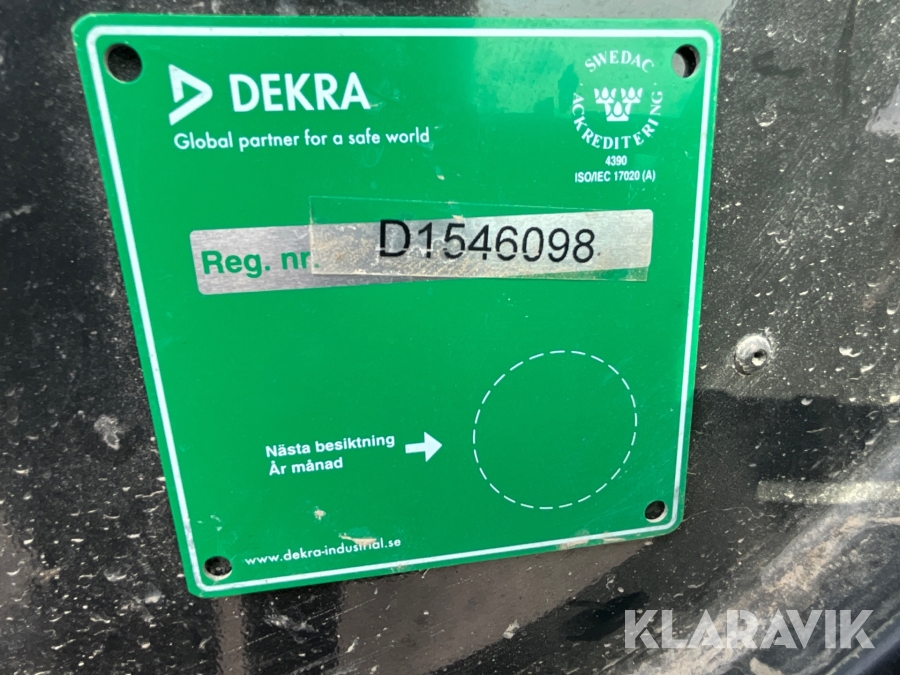 DEKRA
Global partner for a safe world
SWEDAC
ACKREDITERING
4390
ISO/IEC 17020 (A)
Reg. nr. D1546098
Nästa besiktning
År månad
www.dekra-industrial.se
KLARAVIK